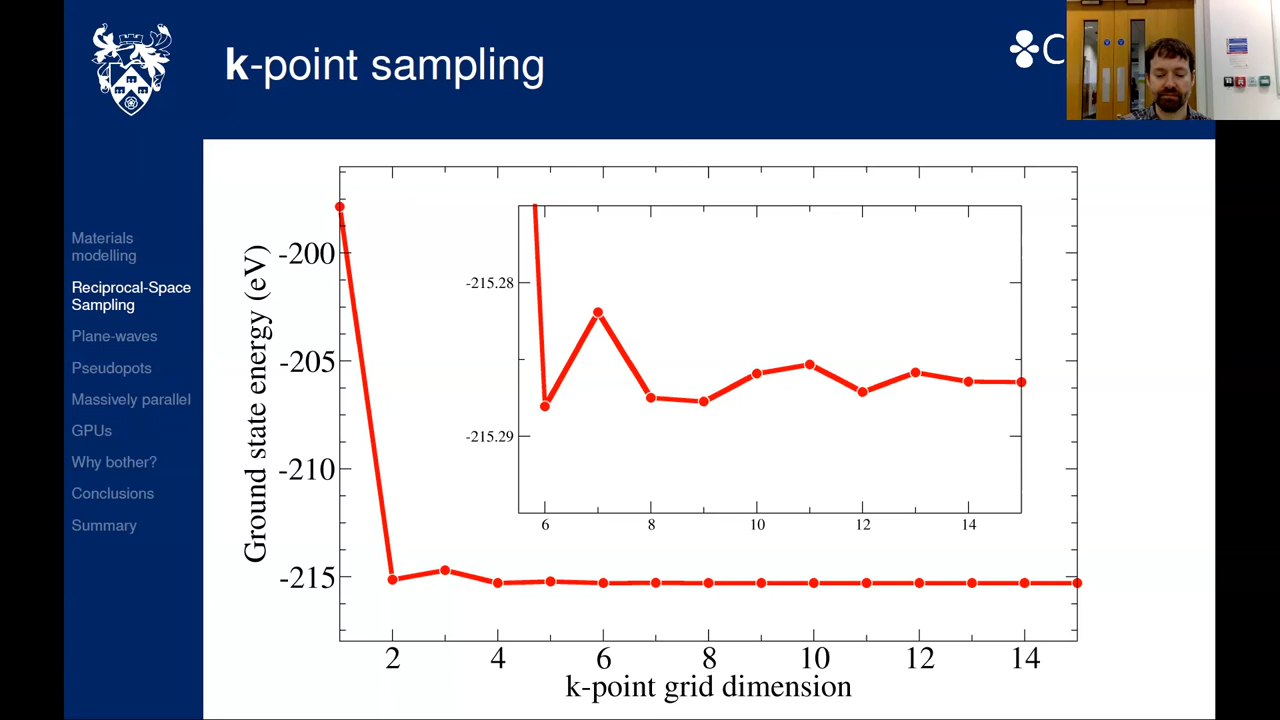 k-point sampling
C
Materials
modelling
Reciprocal-Space
Sampling
Plane-waves
Pseudopots
Massively parallel
GPUs
Why bother?
Conclusions
Summary
Ground state energy (eV)
-200
-205
-210
-215
-215.28
-215.29
6 8 10 12 14
2 4 6 8 10 12 14
k-point grid dimension